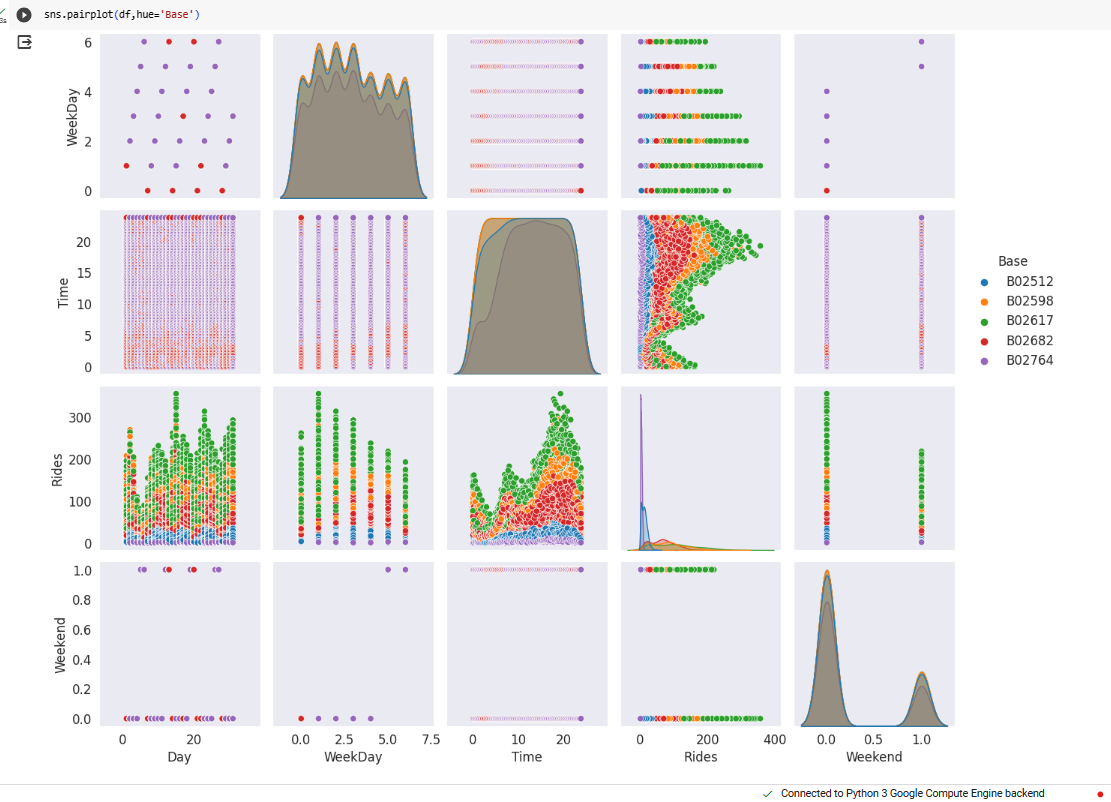 3s
sns.pairplot(df,hue='Base')
6
4
2
0
WeekDay
20
15
10
5
0
Time
Base
B02512
B02598
B02617
B02682
B02764
300
200
100
0
Rides
1.0
0.8
0.6
0.4
0.2
0.0
Weekend
0 20 0.0 2.5 5.0 7.5 0 10 20 0 200 400 0.0 0.5 1.0
Day WeekDay Time Rides Weekend
Connected to Python 3 Google Compute Engine backend